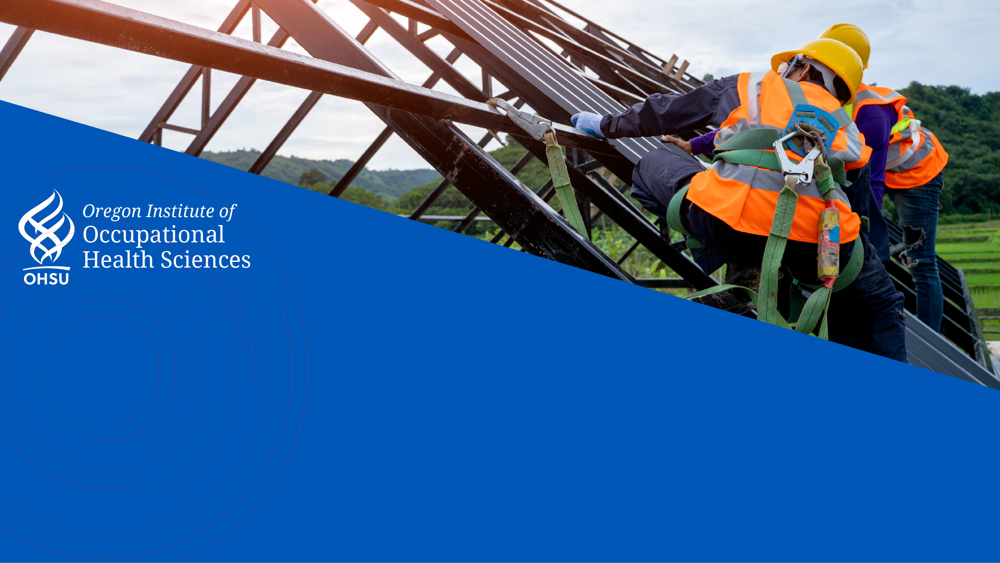 Oregon Institute of
Occupational
Health Sciences
OHSU